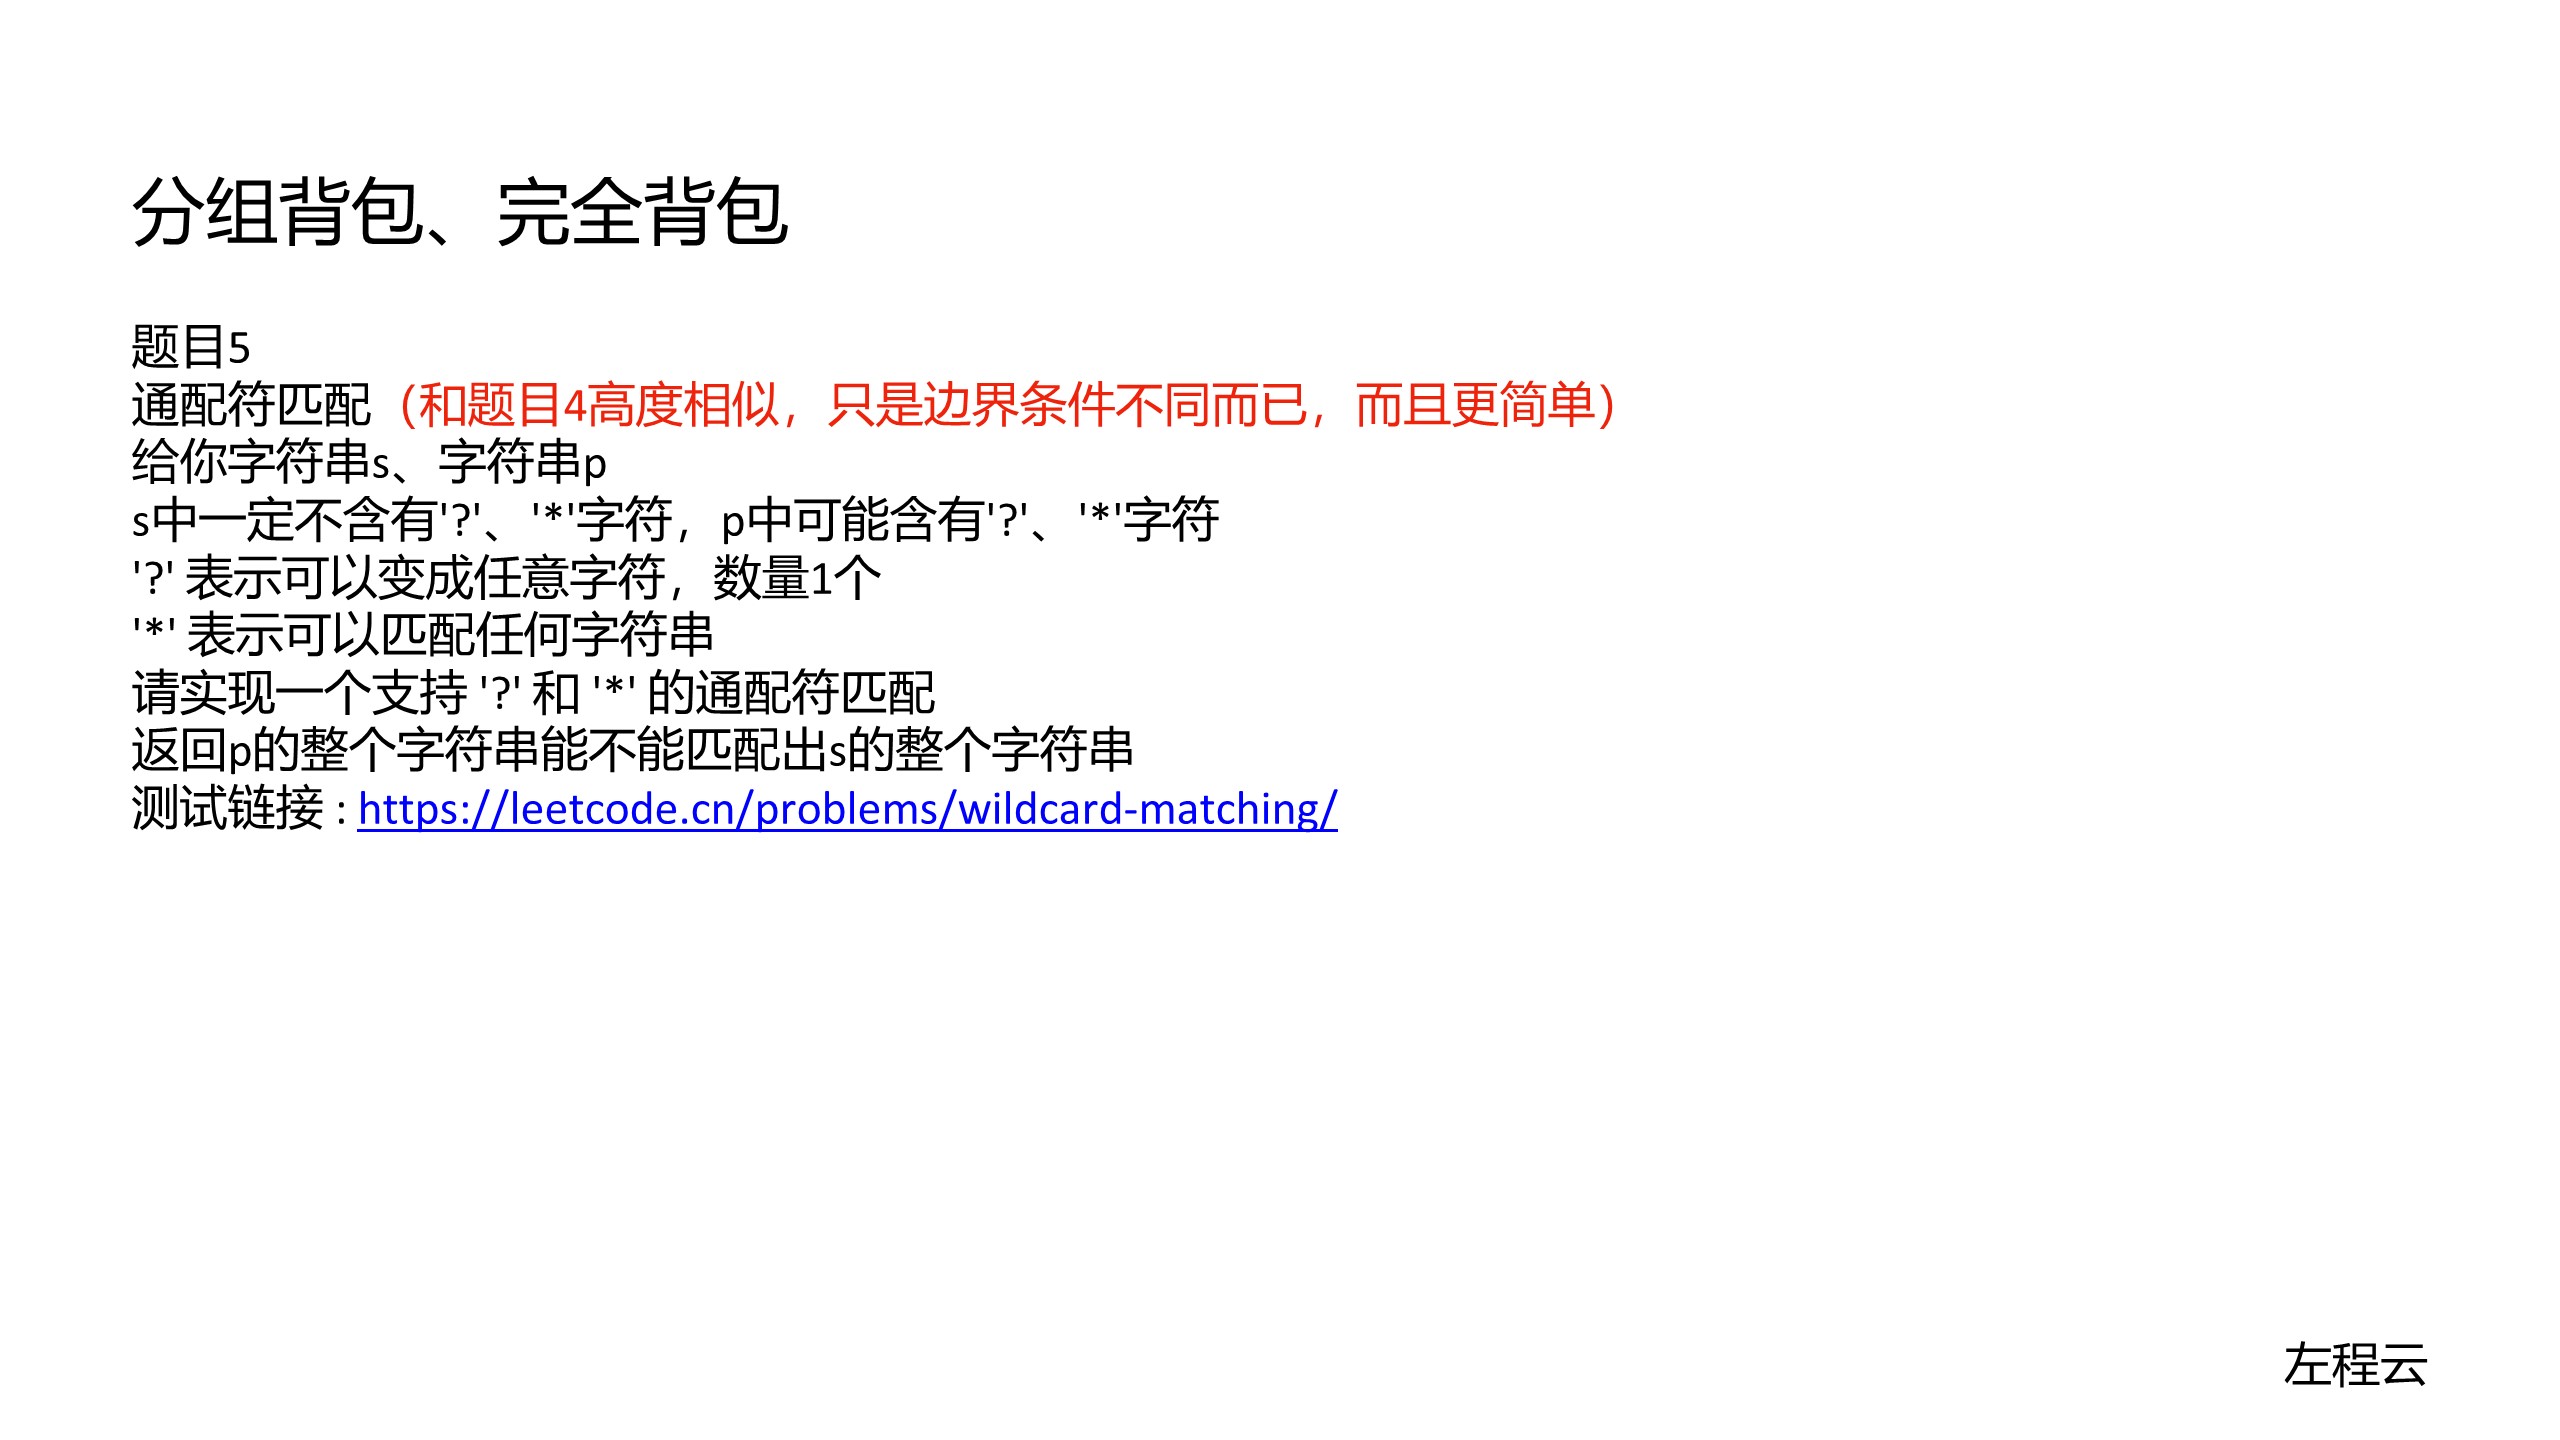 分组背包、完全背包
题目5
通配符匹配（和题目4高度相似，只是边界条件不同而已，而且更简单）
给你字符串s、字符串p
s中一定不含有'?'、'*'字符，p中可能含有'?'、'*'字符
'?' 表示可以变成任意字符，数量1个
'*' 表示可以匹配任何字符串
请实现一个支持 '?' 和 '*' 的通配符匹配
返回p的整个字符串能不能匹配出s的整个字符串
测试链接 : https://leetcode.cn/problems/wildcard-matching/
左程云